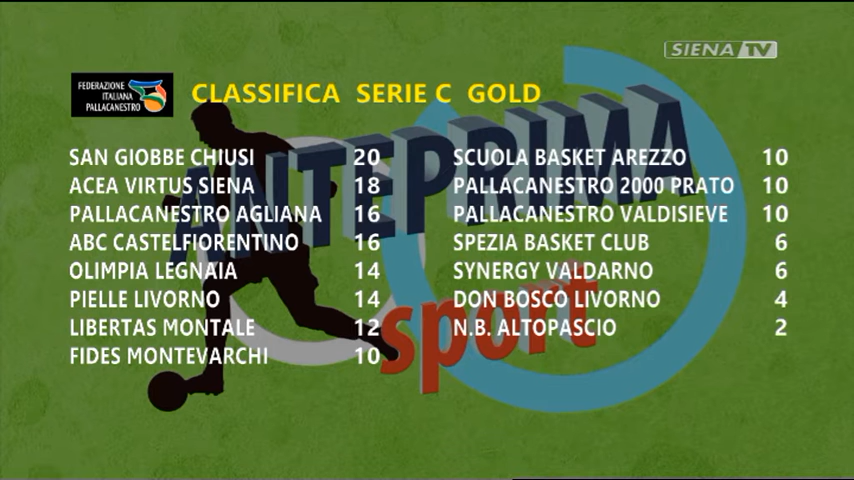 SIENA TV
FEDERAZIONE
ITALIANA
PALLACANESTRO
CLASSIFICA SERIE C GOLD
ANTEPRIMA
sport
SAN GIOBBE CHIUSI 20
ACEA VIRTUS SIENA 18
PALLACANESTRO AGLIANA 16
ABC CASTELFIORENTINO 16
OLIMPIA LEGNAIA 14
PIELLE LIVORNO 14
LIBERTAS MONTALE 12
FIDES MONTEVARCHI 10
SCUOLA BASKET AREZZO 10
PALLACANESTRO 2000 PRATO 10
PALLACANESTRO VALDISIEVE 10
SPEZIA BASKET CLUB 6
SYNERGY VALDARNO 6
DON BOSCO LIVORNO 4
N.B. ALTOPASCIO 2